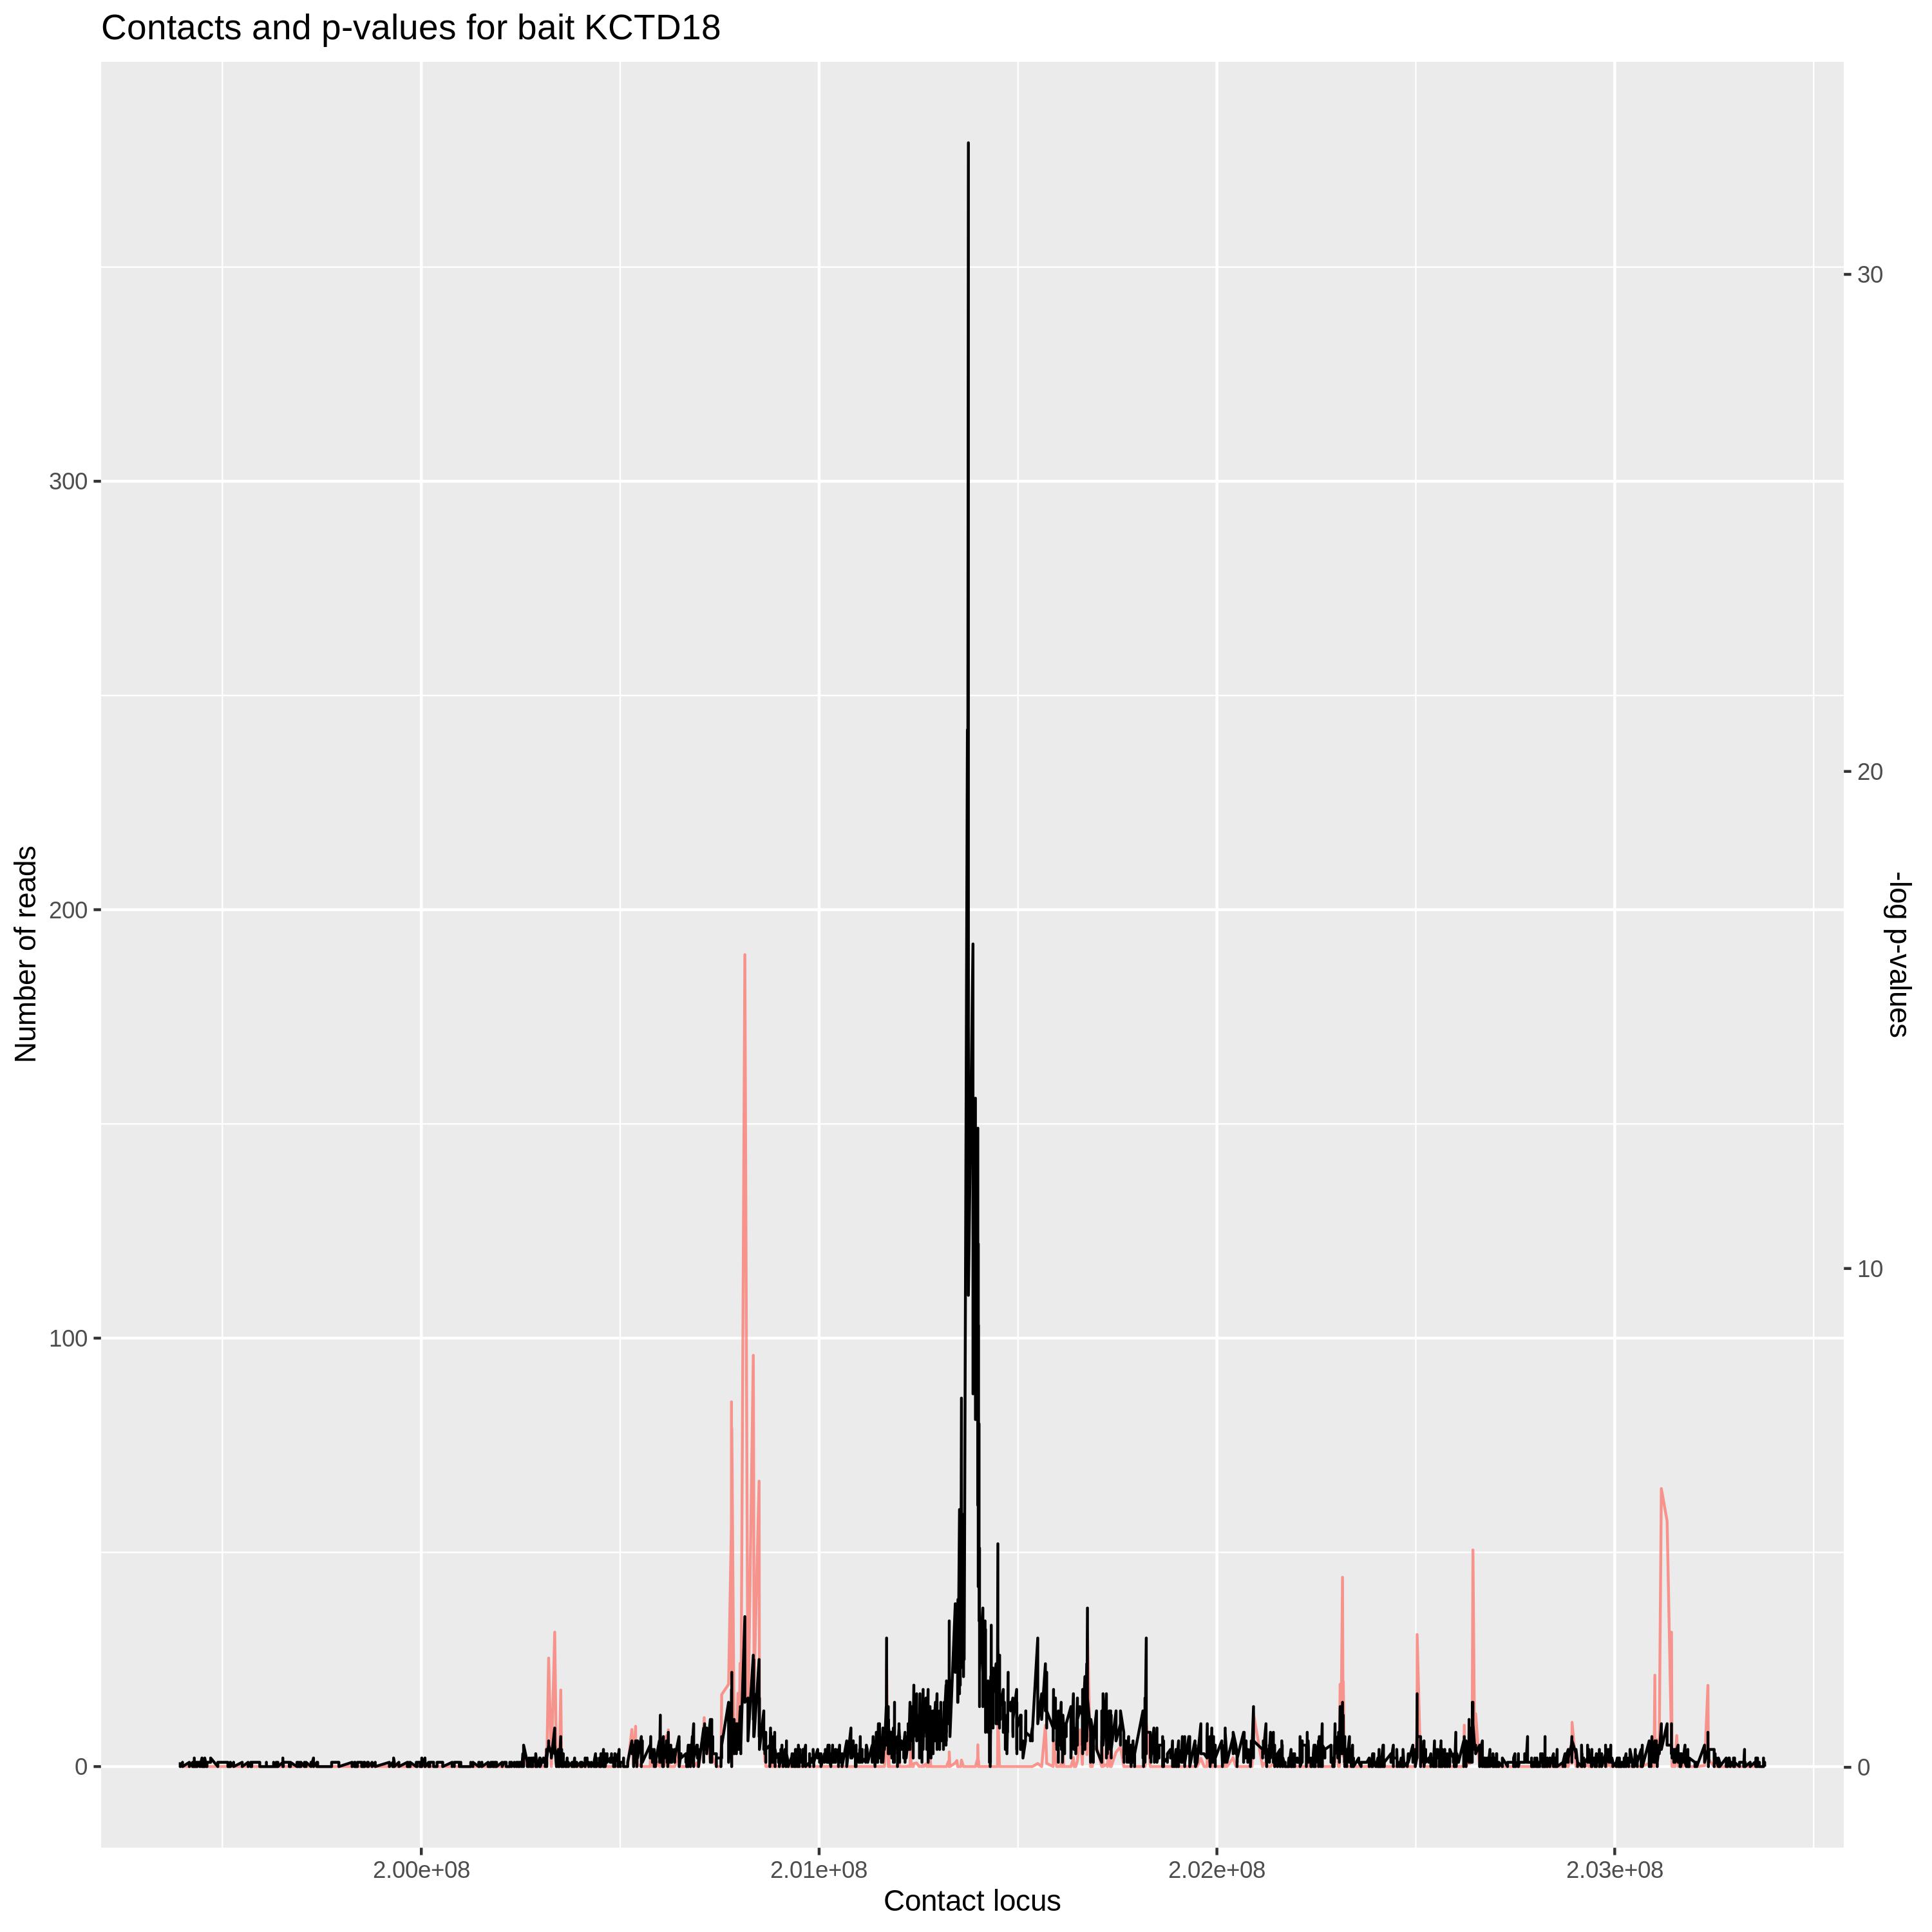 Contacts and p-values for bait KCTD18
30
300
20
200
Number of reads
-log p-values
10
100
0
0
2.00e+08
2.01e+08
2.02e+08
2.03e+08
Contact locus